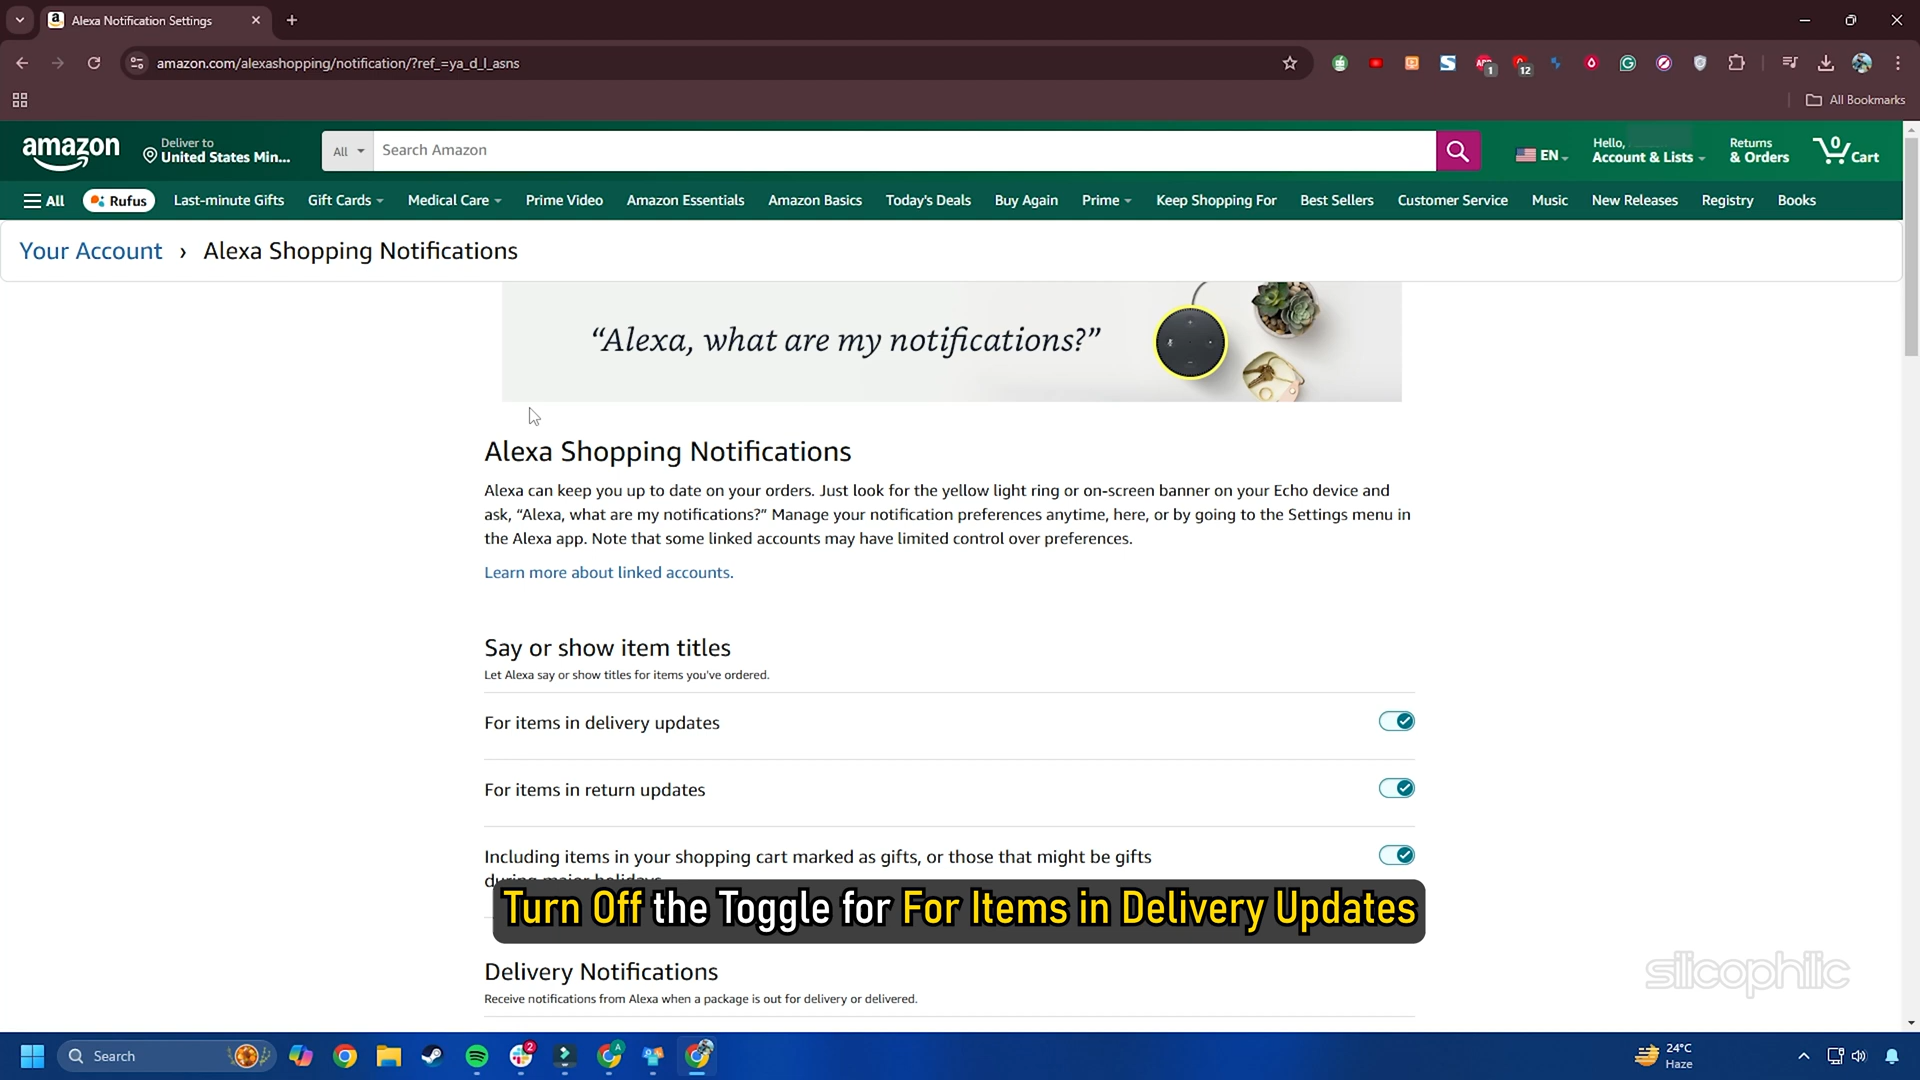 Alexa Notification Settings
amazon.com/alexashopping/notification/?ref_=ya_d_l_asns
1
12
All Bookmarks
amazon
Deliver to
United States Min...
All
Search Amazon
EN
Hello,
Account & Lists
Returns
& Orders
0
Cart
All
Rufus
Last-minute Gifts
Gift Cards
Medical Care
Prime Video
Amazon Essentials
Amazon Basics
Today's Deals
Buy Again
Prime
Keep Shopping For
Best Sellers
Customer Service
Music
New Releases
Registry
Books
Your Account › Alexa Shopping Notifications
“Alexa, what are my notifications?”
Alexa Shopping Notifications
Alexa can keep you up to date on your orders. Just look for the yellow light ring or on-screen banner on your Echo device and
ask, “Alexa, what are my notifications?” Manage your notification preferences anytime, here, or by going to the Settings menu in
the Alexa app. Note that some linked accounts may have limited control over preferences.
Learn more about linked accounts.
Say or show item titles
Let Alexa say or show titles for items you've ordered.
For items in delivery updates
For items in return updates
Including items in your shopping cart marked as gifts, or those that might be gifts
during major holidays.
Turn Off the Toggle for For Items in Delivery Updates
Delivery Notifications
Receive notifications from Alexa when a package is out for delivery or delivered.
silicophilic
Search
2
A
24°C
Haze